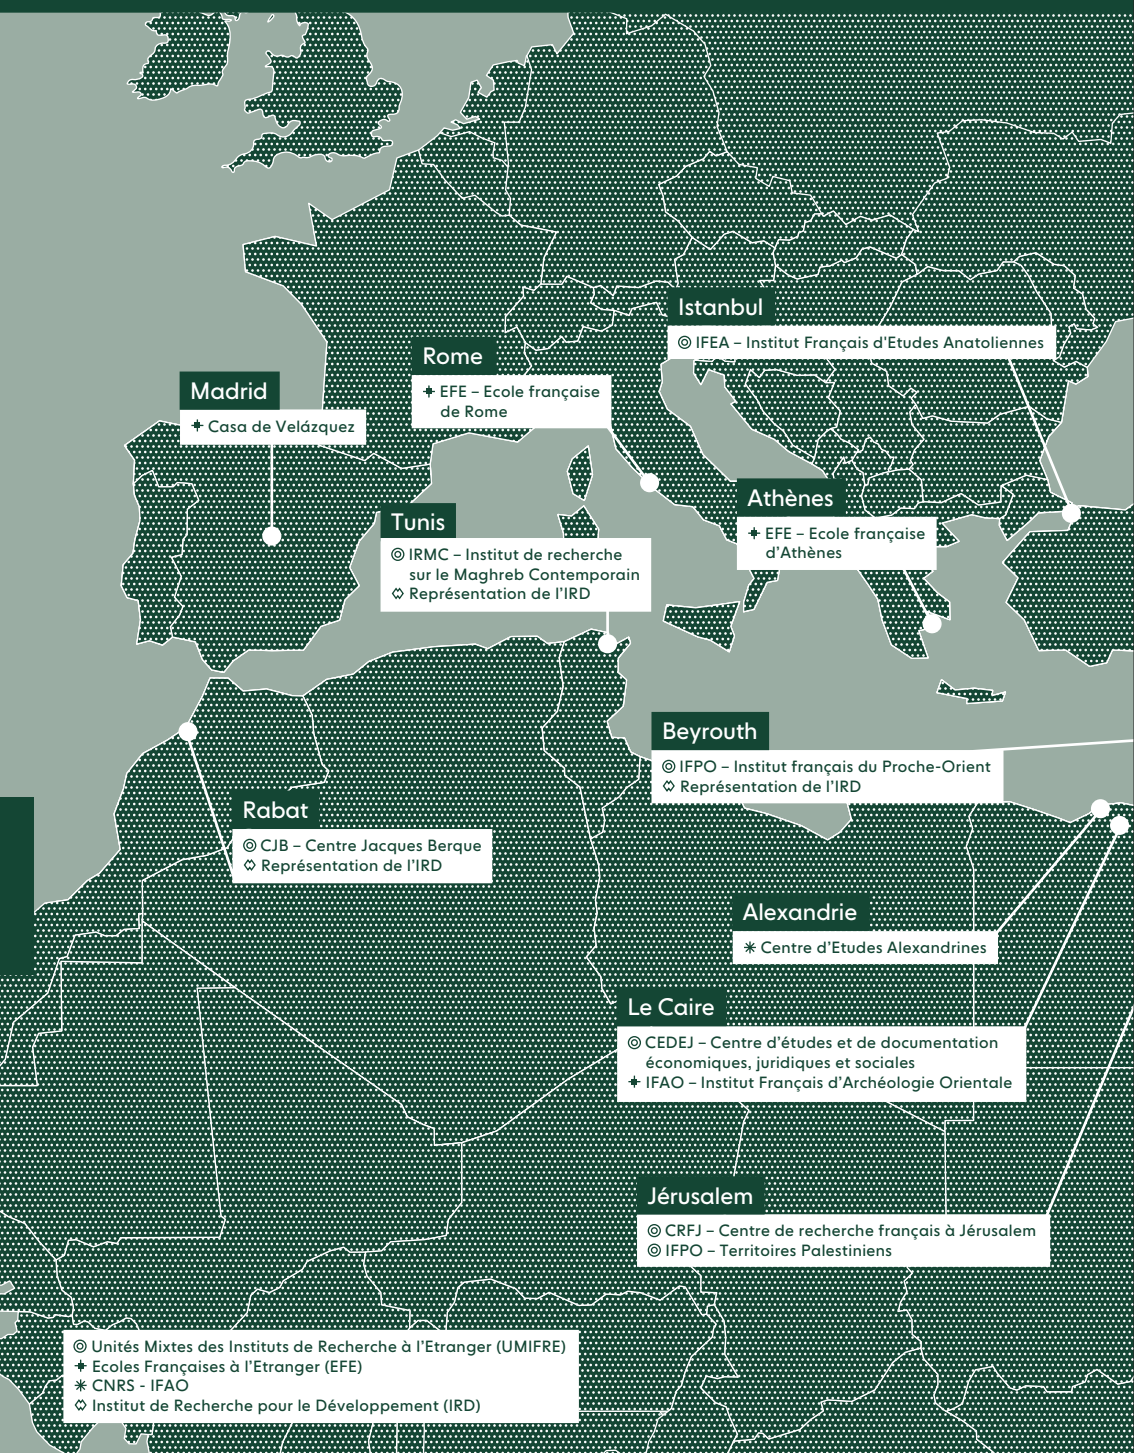 Istanbul
◎ IFEA – Institut Français d'Etudes Anatoliennes
Rome
⌖ EFE – Ecole française
de Rome
Madrid
⌖ Casa de Velázquez
Athènes
⌖ EFE – Ecole française
d'Athènes
Tunis
◎ IRMC – Institut de recherche
sur le Maghreb Contemporain
◇ Représentation de l'IRD
Beyrouth
◎ IFPO – Institut français du Proche-Orient
◇ Représentation de l'IRD
Rabat
◎ CJB – Centre Jacques Berque
◇ Représentation de l'IRD
Alexandrie
✳ Centre d'Etudes Alexandrines
Le Caire
◎ CEDEJ – Centre d'études et de documentation
économiques, juridiques et sociales
⌖ IFAO – Institut Français d'Archéologie Orientale
Jérusalem
◎ CRFJ – Centre de recherche français à Jérusalem
◎ IFPO – Territoires Palestiniens
◎ Unités Mixtes des Instituts de Recherche à l'Etranger (UMIFRE)
⌖ Ecoles Françaises à l'Etranger (EFE)
✳ CNRS - IFAO
◇ Institut de Recherche pour le Développement (IRD)